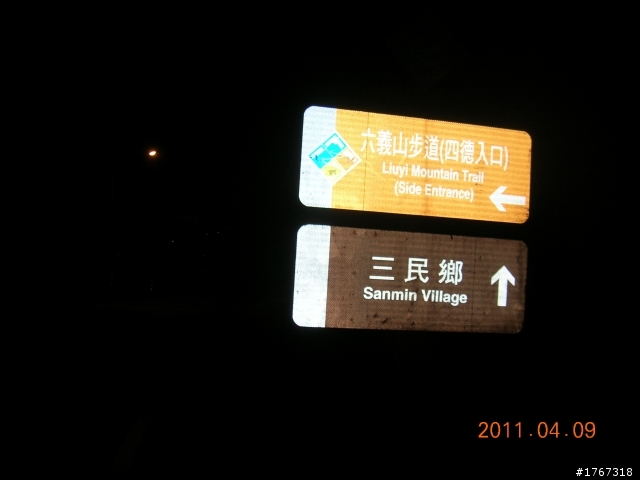 六義山步道(四德入口)
Liuyi Mountain Trail
(Side Entrance)
三民鄉
Sanmin Village
2011.04.09
#1767318